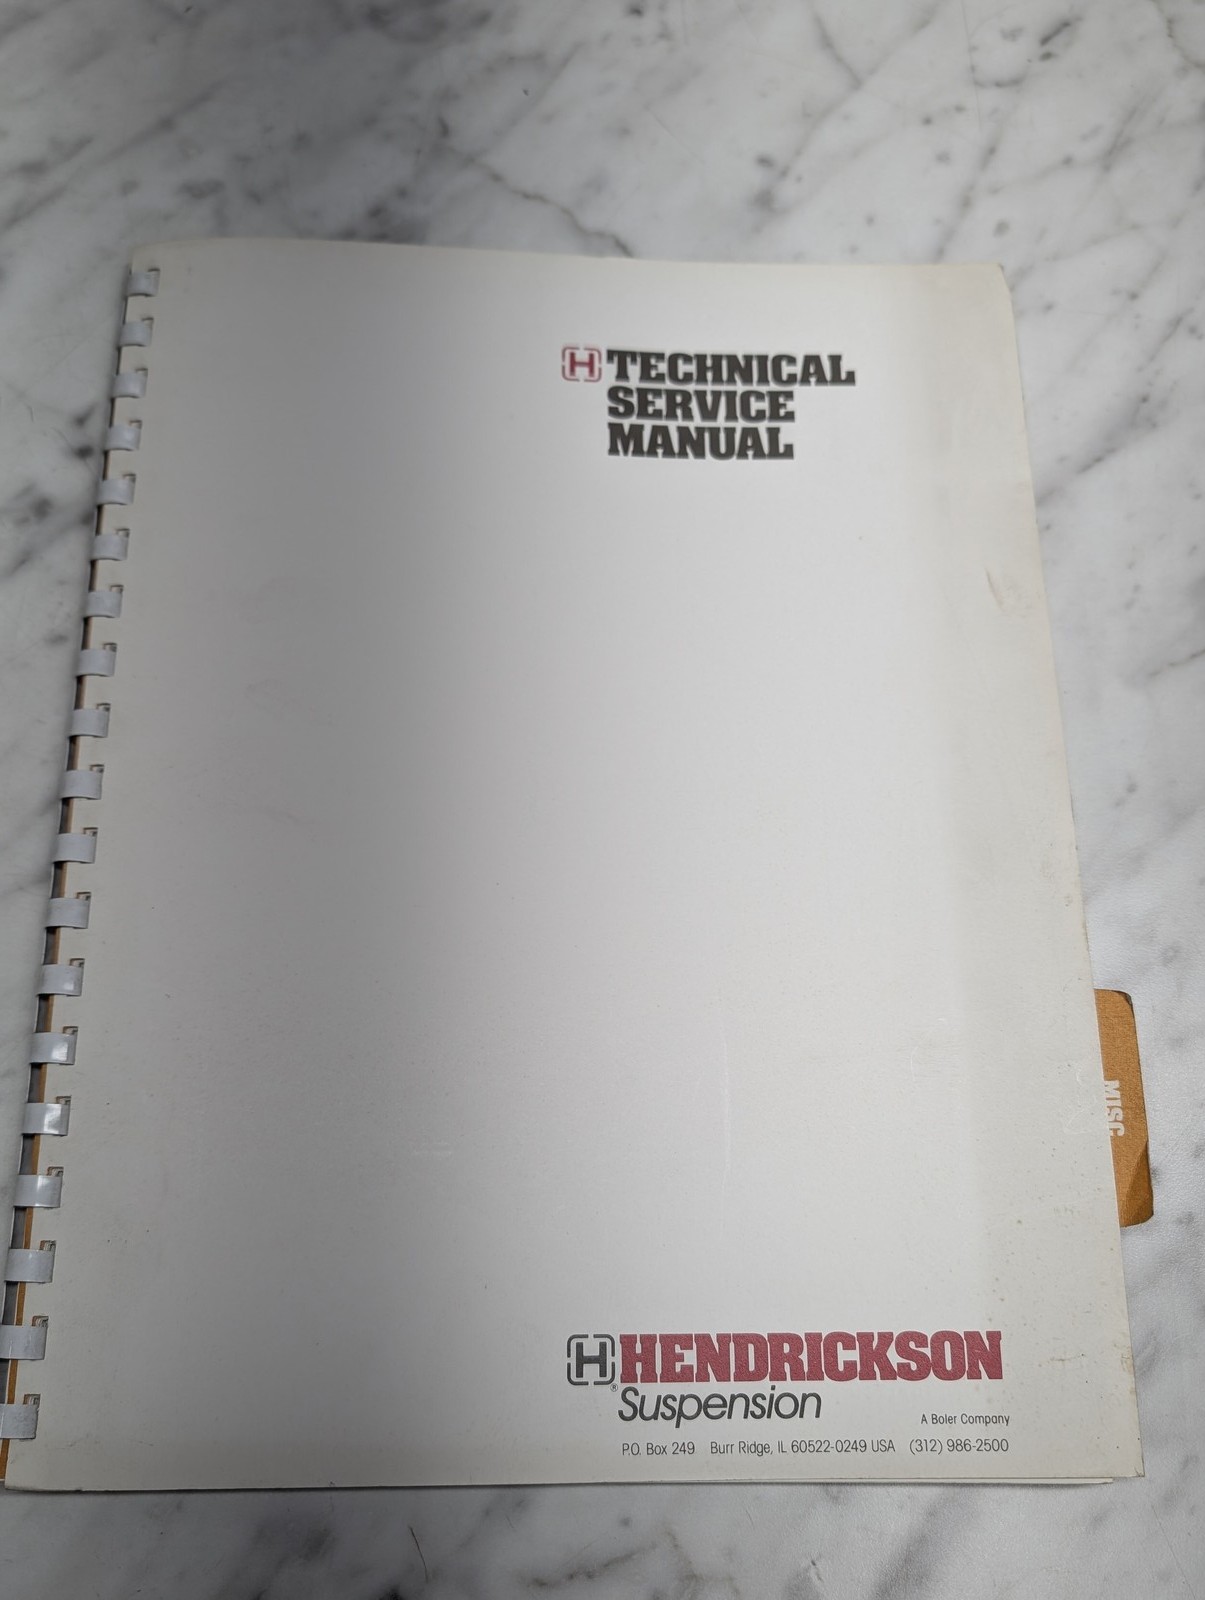 H TECHNICAL
SERVICE
MANUAL
MISC
H HENDRICKSON
® Suspension
A Boler Company
P.O. Box 249 Burr Ridge, IL 60522-0249 USA (312) 986-2500